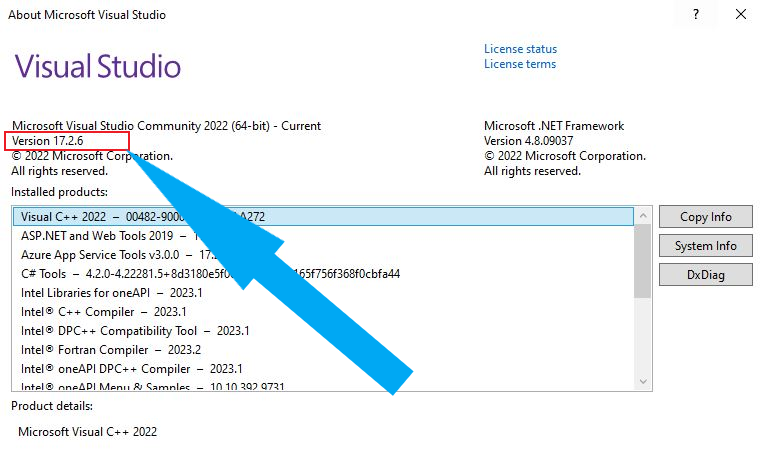 About Microsoft Visual Studio
?
License status
License terms
Visual Studio
Microsoft Visual Studio Community 2022 (64-bit) - Current
Version 17.2.6
© 2022 Microsoft Corporation.
All rights reserved.
Microsoft .NET Framework
Version 4.8.09037
© 2022 Microsoft Corporation.
All rights reserved.
Installed products:
Visual C++ 2022 – 00482-9000
ASP.NET and Web Tools 2019 –
Azure App Service Tools v3.0.0 –
C# Tools – 4.2.0-4.22281.5+8d3180e5f0 165f756f368f0cbfa44
Intel Libraries for oneAPI – 2023.1
Intel® C++ Compiler – 2023.1
Intel® DPC++ Compatibility Tool – 2023.1
Intel® Fortran Compiler – 2023.2
Intel® oneAPI DPC++ Compiler – 2023.1
Intel® oneAPI Menu & Samples – 10.10.392.9731
Copy Info
System Info
DxDiag
Product details:
Microsoft Visual C++ 2022